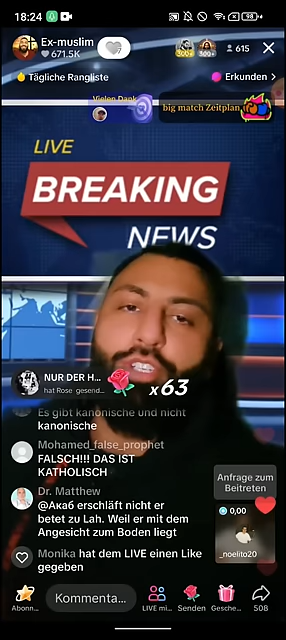 18:24
98
Ex-muslim
671.5K
300+
300+
615
Tägliche Rangliste
Erkunden >
Vielen Dank
big match Zeitplan
LIVE
BREAKING
NEWS
NUR DER H...
hat Rose gesend...
x63
Es gibt kanonische und nicht
kanonische
Mohamed_false_prophet
FALSCH!!! DAS IST
KATHOLISCH
Dr. Matthew
@Aka6 erschläft nicht er
betet zu Lah. Weil er mit dem
Angesicht zum Boden liegt
Anfrage zum
Beitreten
0,00
_noelito20
Monika hat dem LIVE einen Like
gegeben
Abonn...
Kommenta...
LIVE mi...
Senden
Gesche...
508